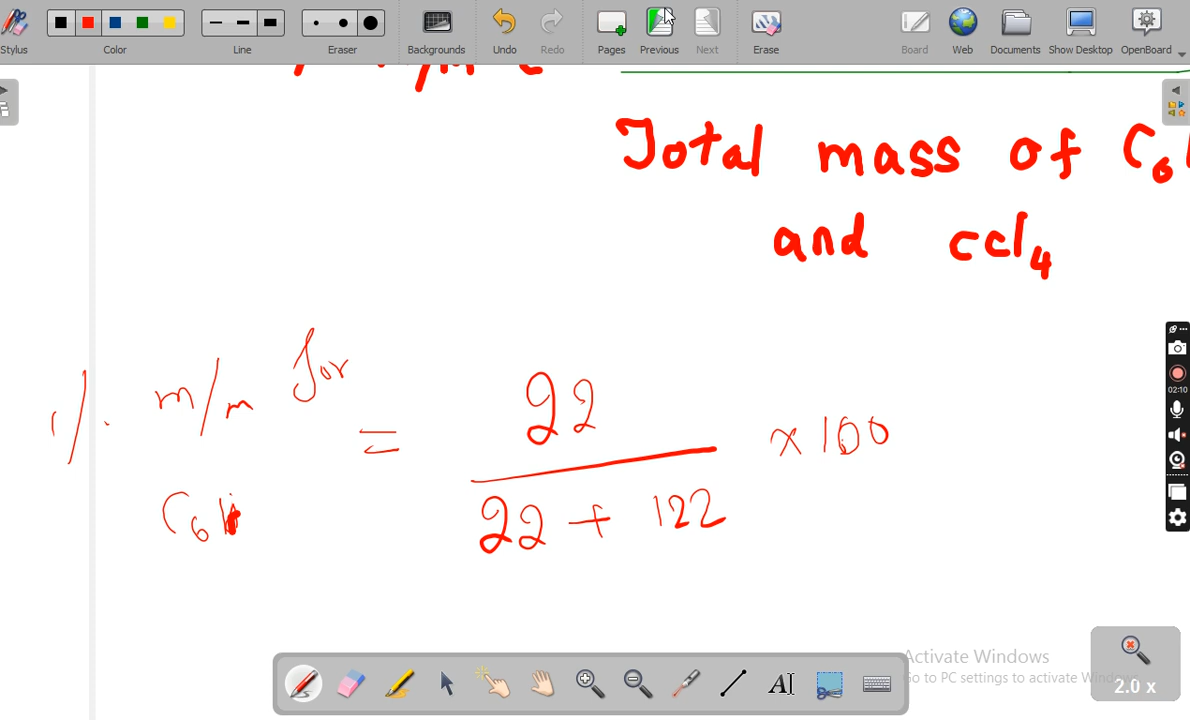 Stylus Color Line Eraser Backgrounds Undo Redo Pages Previous Next Erase Board Web Documents Show Desktop OpenBoard
Total mass of C6
and ccl4
% m/m for
= 22
22 + 122
x 100
C6H
02:10
Activate Windows
Go to PC settings to activate Windows.
2.0 x